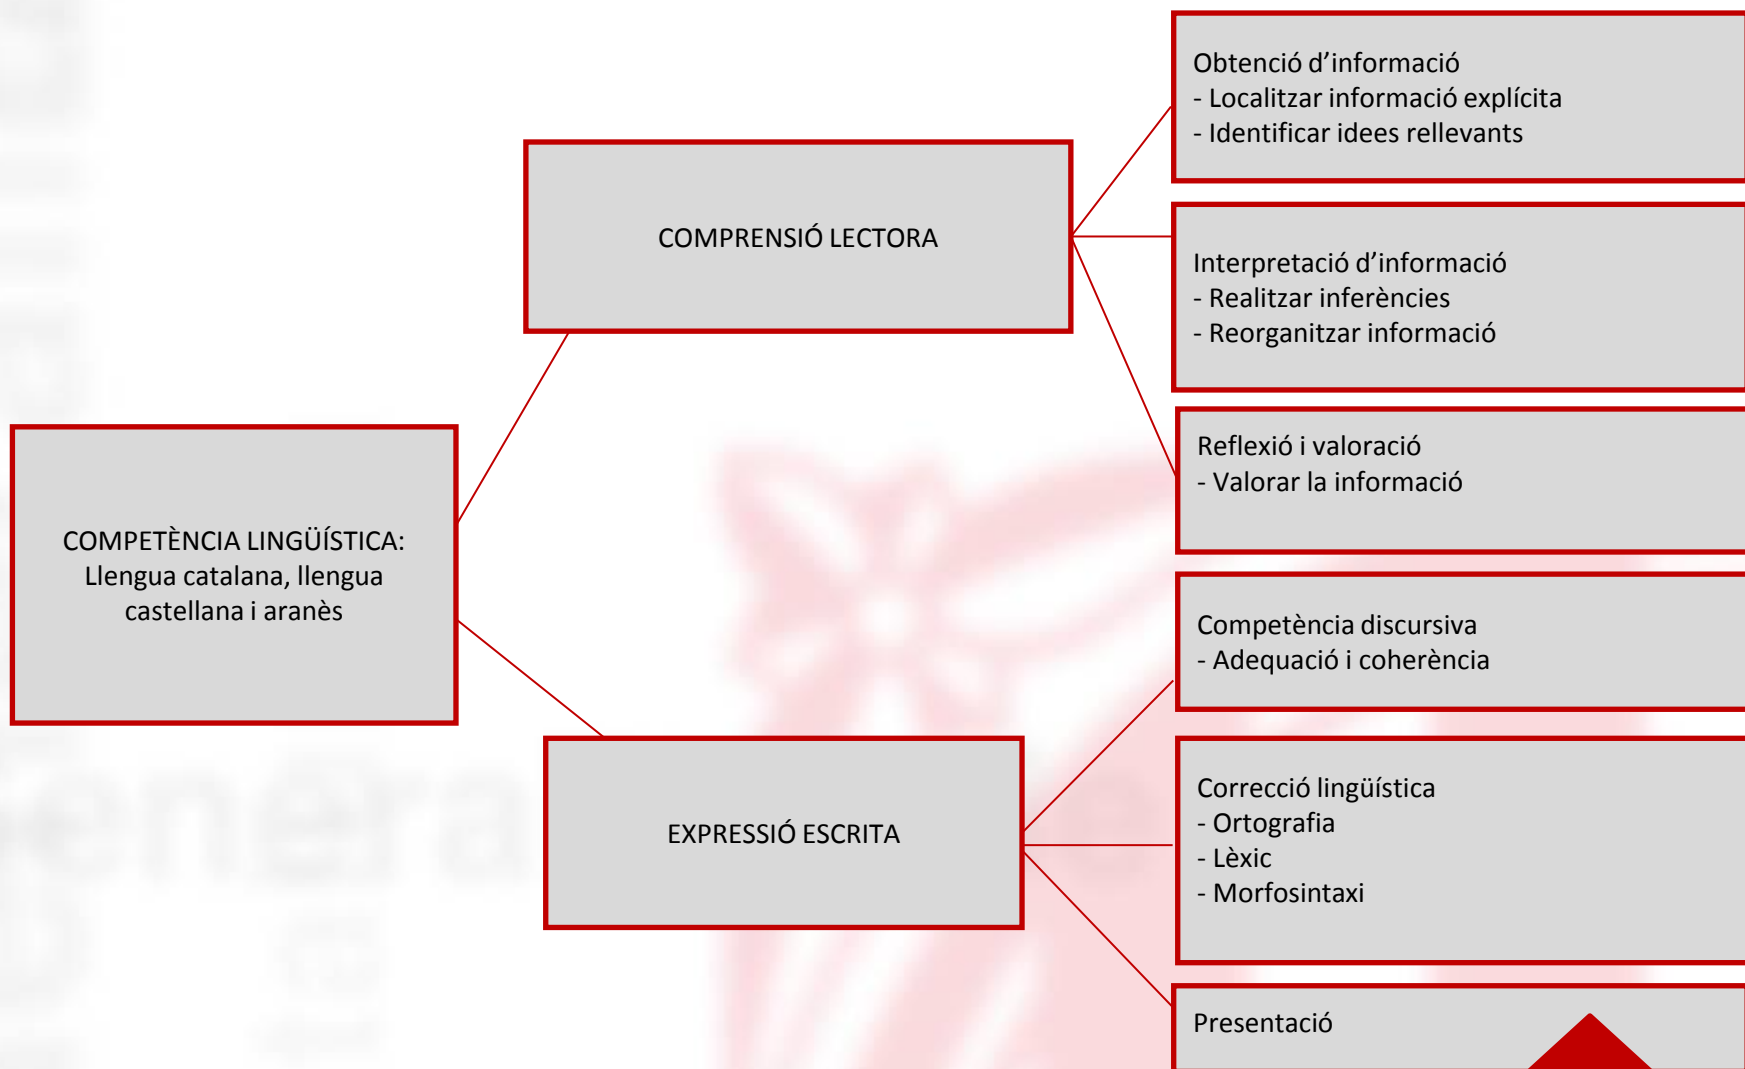 Obtenció d’informació
- Localitzar informació explícita
- Identificar idees rellevants
COMPRENSIÓ LECTORA
Interpretació d’informació
- Realitzar inferències
- Reorganitzar informació
Reflexió i valoració
- Valorar la informació
COMPETÈNCIA LINGÜÍSTICA:
Llengua catalana, llengua
castellana i aranès
Competència discursiva
- Adequació i coherència
EXPRESSIÓ ESCRITA
Correcció lingüística
- Ortografia
- Lèxic
- Morfosintaxi
Presentació